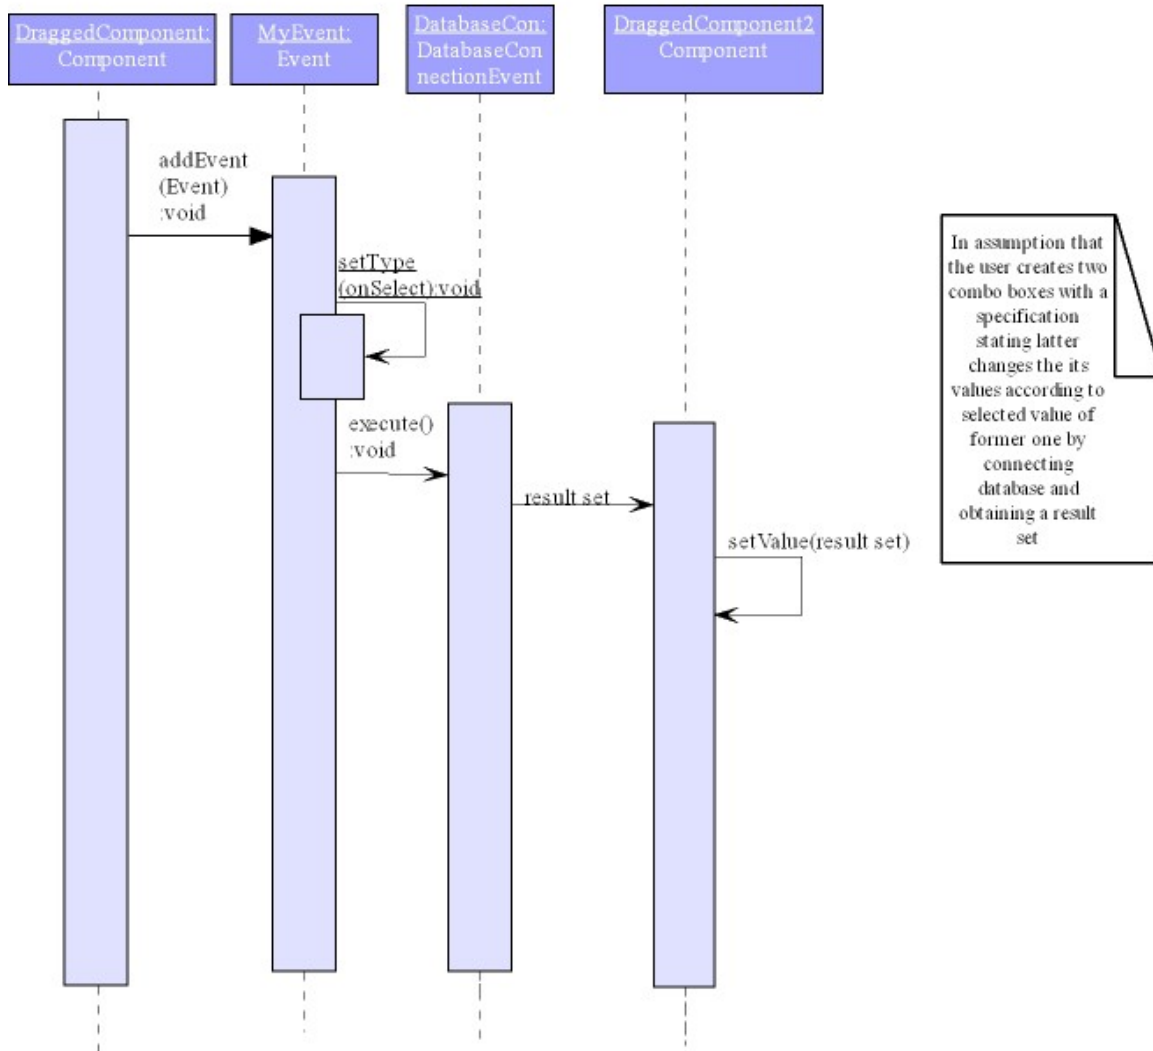 DraggedComponent:
Component
MyEvent:
Event
DatabaseCon:
DatabaseCon
nectionEvent
DraggedComponent2
Component
addEvent
(Event)
:void
setType
(onSelect):void
execute()
:void
result set
setValue(result set)
In assumption that
the user creates two
combo boxes with a
specification
stating latter
changes the its
values according to
selected value of
former one by
connecting
database and
obtaining a result
set